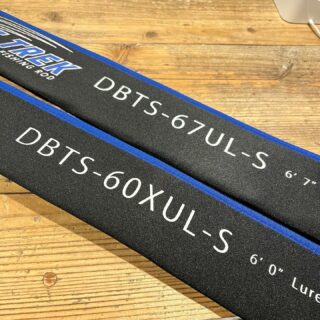 TREK
FISHING ROD
DBTS-67UL-S 6' 7"
DBTS-60XUL-S 6' 0" Lure